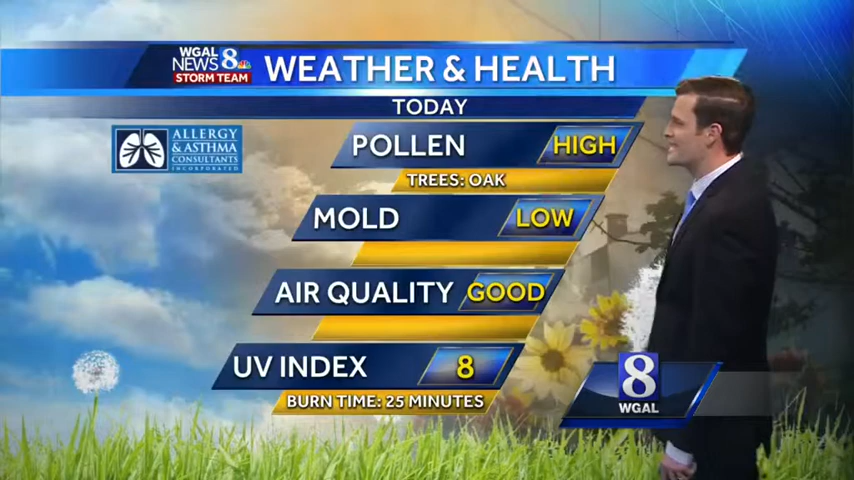 WGAL
NEWS 8
STORM TEAM
WEATHER & HEALTH
TODAY
ALLERGY
& ASTHMA
CONSULTANTS
INCORPORATED
POLLEN HIGH
TREES: OAK
MOLD LOW
AIR QUALITY GOOD
UV INDEX 8
BURN TIME: 25 MINUTES
8
WGAL